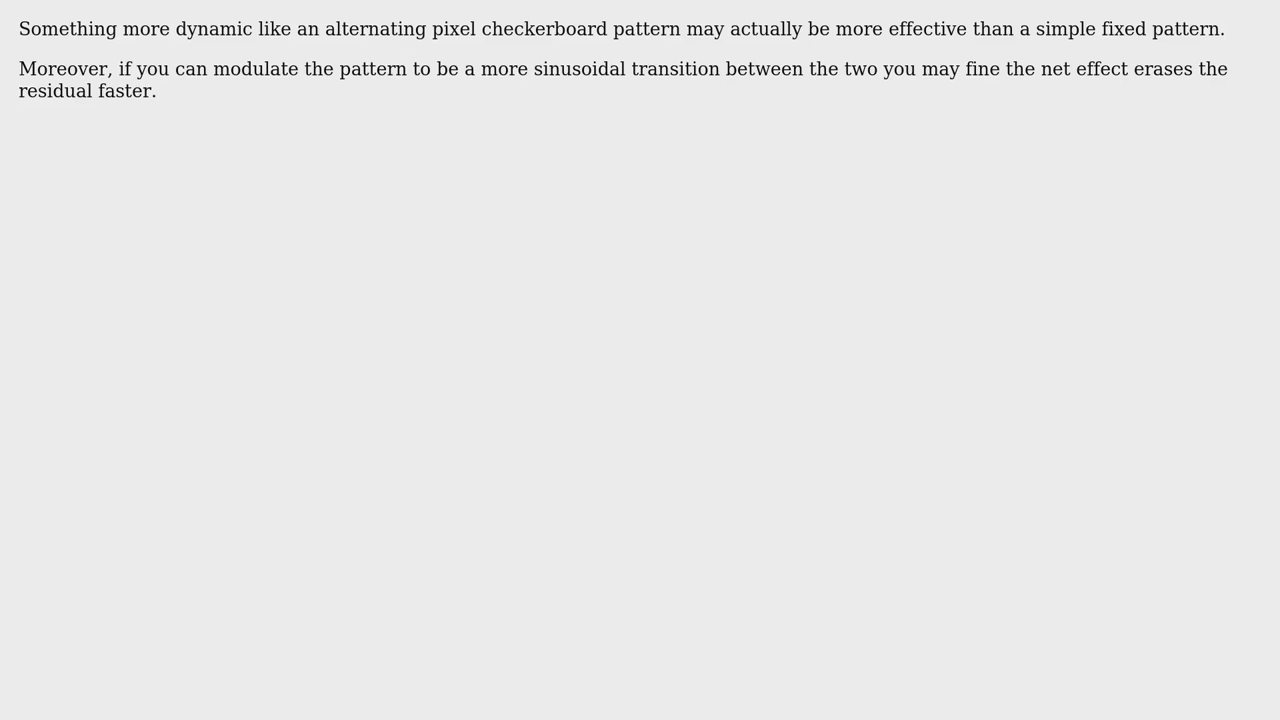 Something more dynamic like an alternating pixel checkerboard pattern may actually be more effective than a simple fixed pattern.
Moreover, if you can modulate the pattern to be a more sinusoidal transition between the two you may fine the net effect erases the
residual faster.